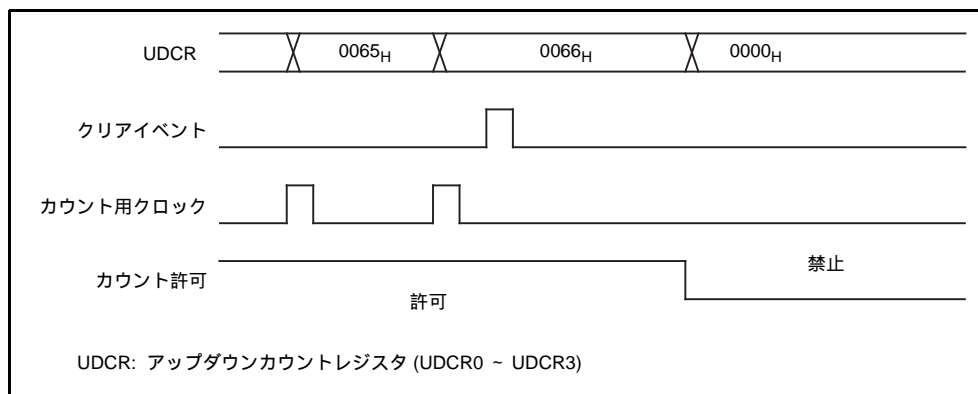 UDCR 0065H 0066H 0000H
クリアイベント
カウント用クロック
カウント許可 許可 禁止
UDCR: アップダウンカウントレジスタ (UDCR0 ~ UDCR3)